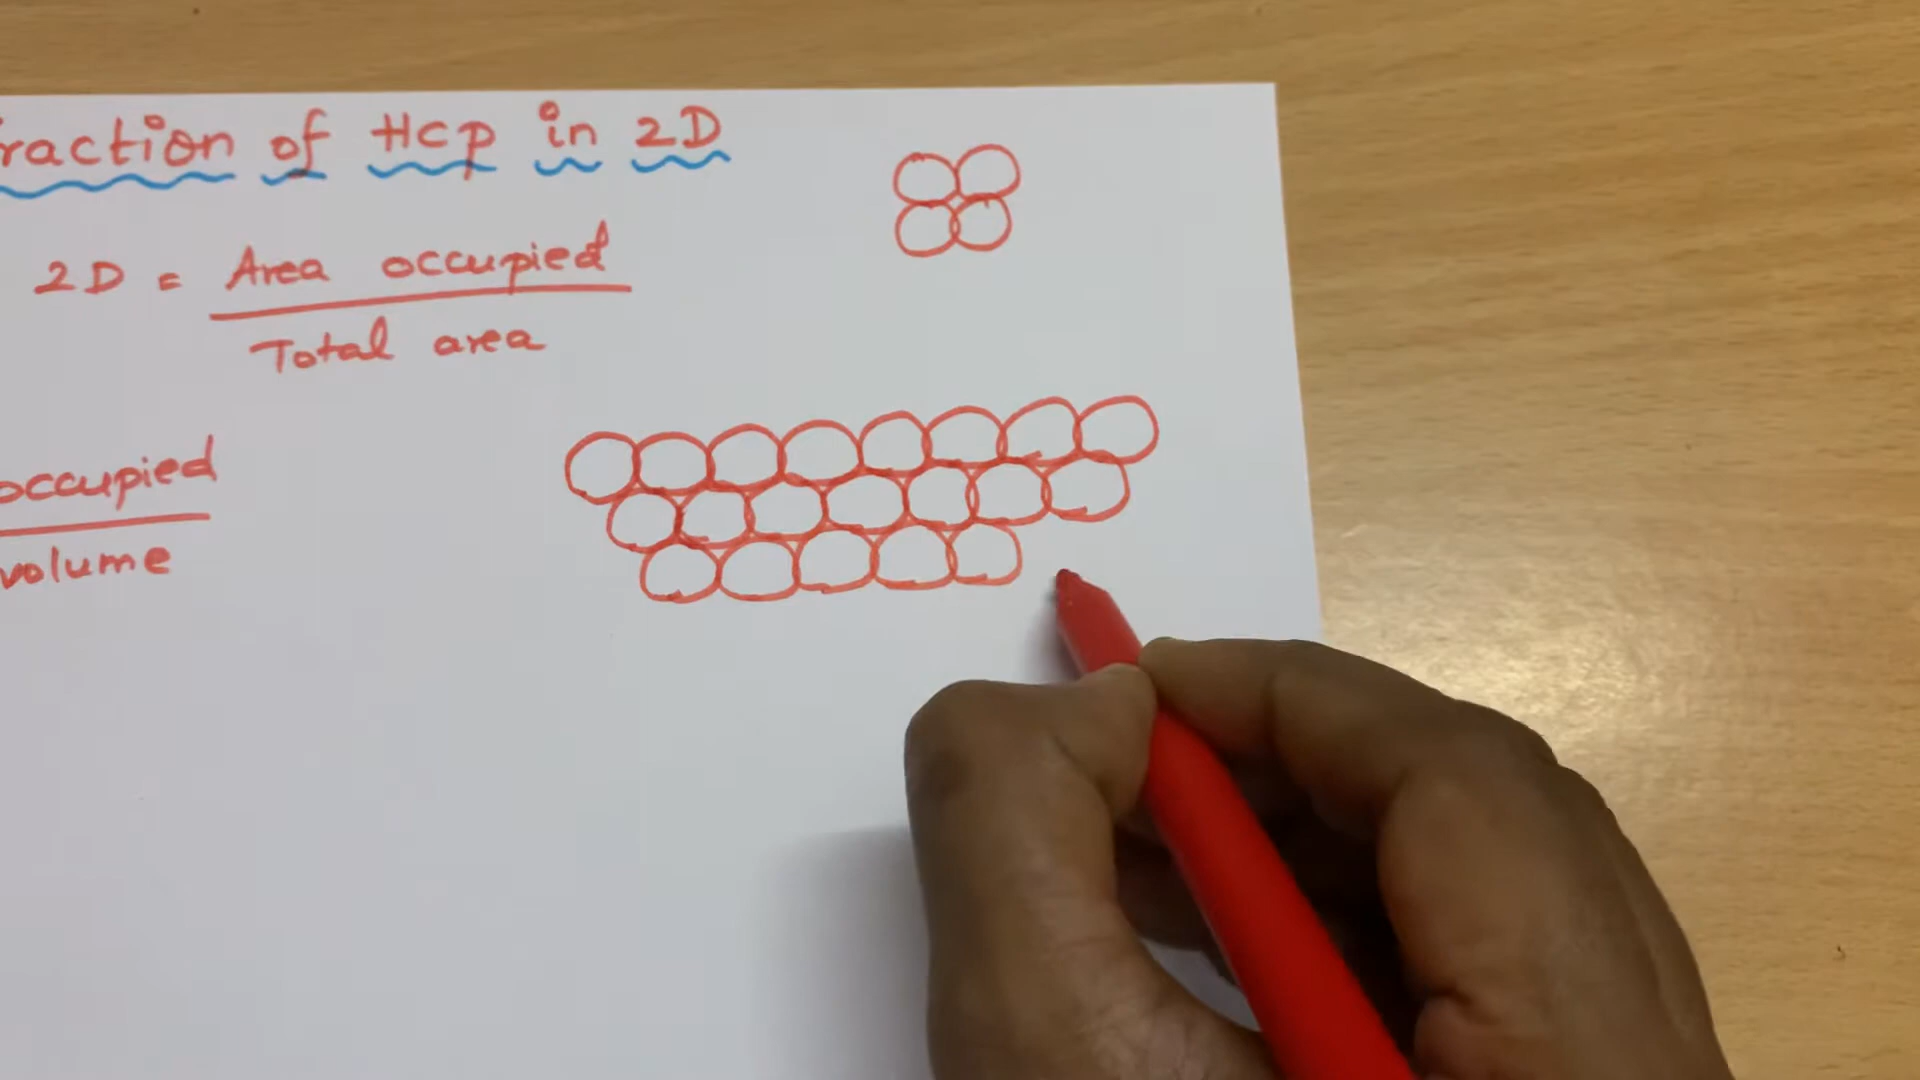 raction of Hcp in 2D
2D = Area occupied
Total area
occupied
volume